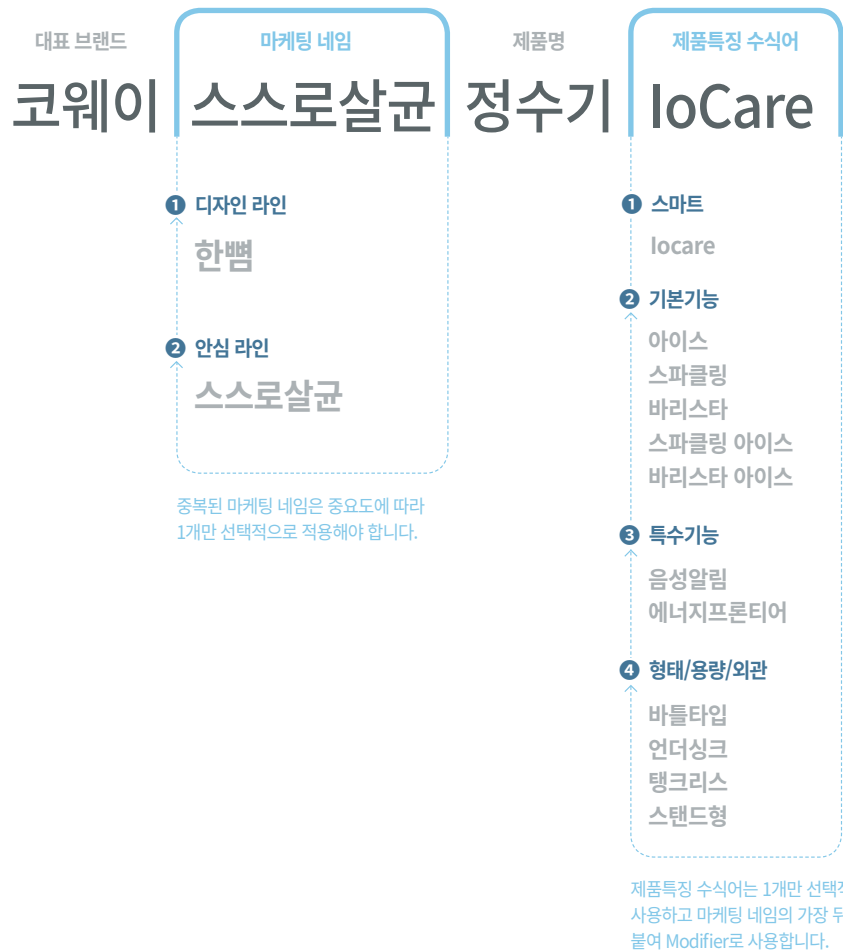 대표 브랜드
마케팅 네임
제품명
제품특징 수식어
코웨이 스스로살균 정수기 IoCare
1 디자인 라인
한뼘
2 안심 라인
스스로살균
중복된 마케팅 네임은 중요도에 따라
1개만 선택적으로 적용해야 합니다.
1 스마트
Iocare
2 기본기능
아이스
스파클링
바리스타
스파클링 아이스
바리스타 아이스
3 특수기능
음성알림
에너지프론티어
4 형태/용량/외관
바틀타입
언더싱크
탱크리스
스탠드형
제품특징 수식어는 1개만
사용하고 마케팅 네임의 가장
붙여 Modifier로 사용합니다.